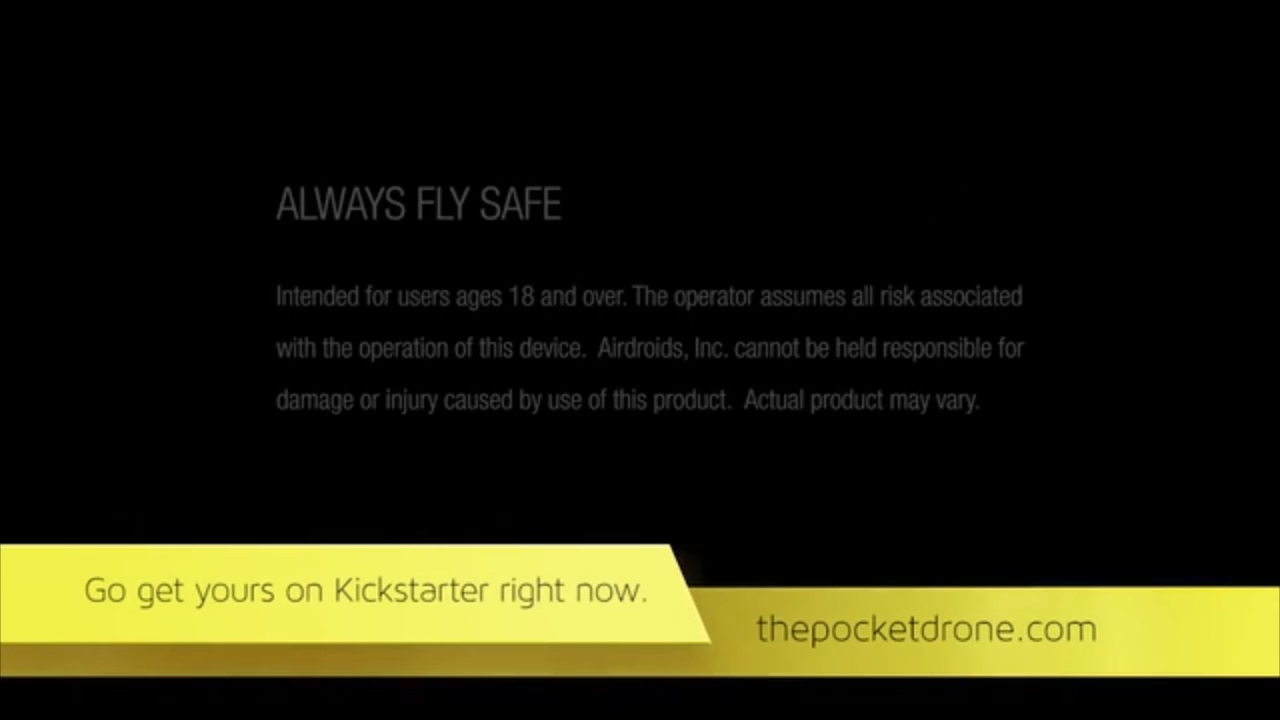 ALWAYS FLY SAFE
Intended for users ages 18 and over. The operator assumes all risk associated
with the operation of this device.  Airdroids, Inc. cannot be held responsible for
damage or injury caused by use of this product.  Actual product may vary.
Go get yours on Kickstarter right now.
thepocketdrone.com